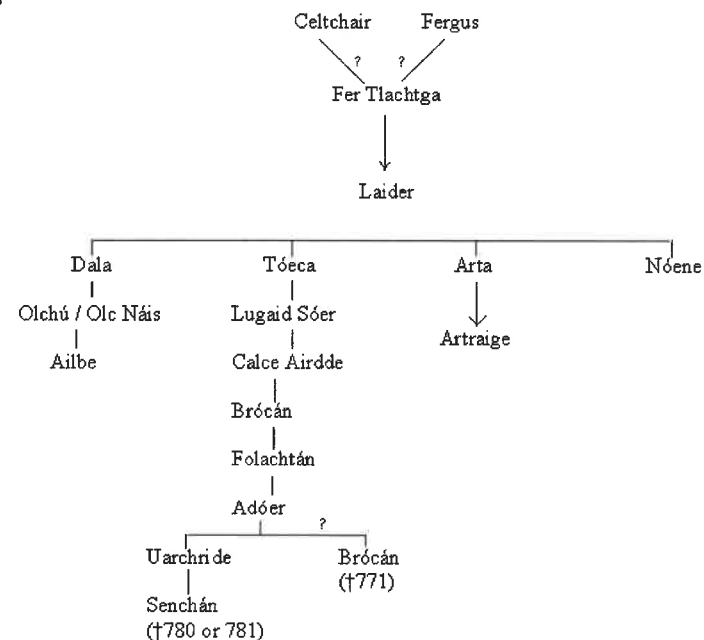 Celtchair Fergus
? ?
Fer Tlachtga
Laider
Dala Tóeca Arta Nóene
Olchú / Olc Náis Lugaid Sóer
Artraige
Ailbe Calce Airdde
Brócán
Folachtán
Adóer
?
Uarchride Brócán
(†771)
Senchán
(†780 or 781)